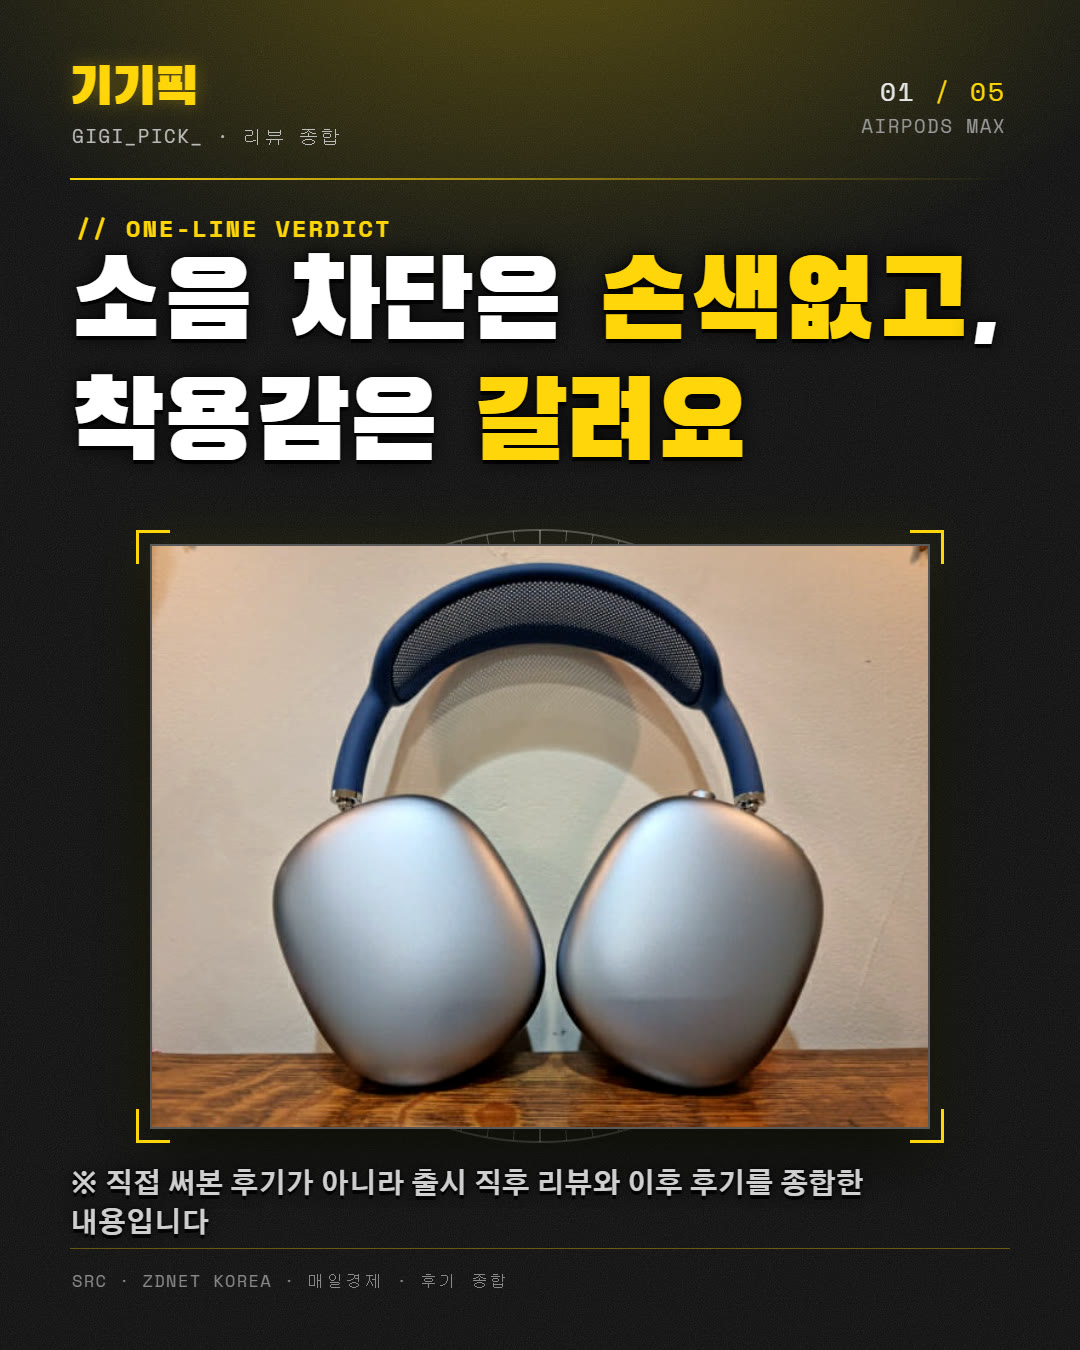 기기픽
GIGI_PICK_ · 리뷰 종합
01 / 05
AIRPODS MAX
// ONE-LINE VERDICT
소음 차단은 손색없고,
착용감은 갈려요
※ 직접 써본 후기가 아니라 출시 직후 리뷰와 이후 후기를 종합한
내용입니다
SRC · ZDNET KOREA · 매일경제 · 후기 종합